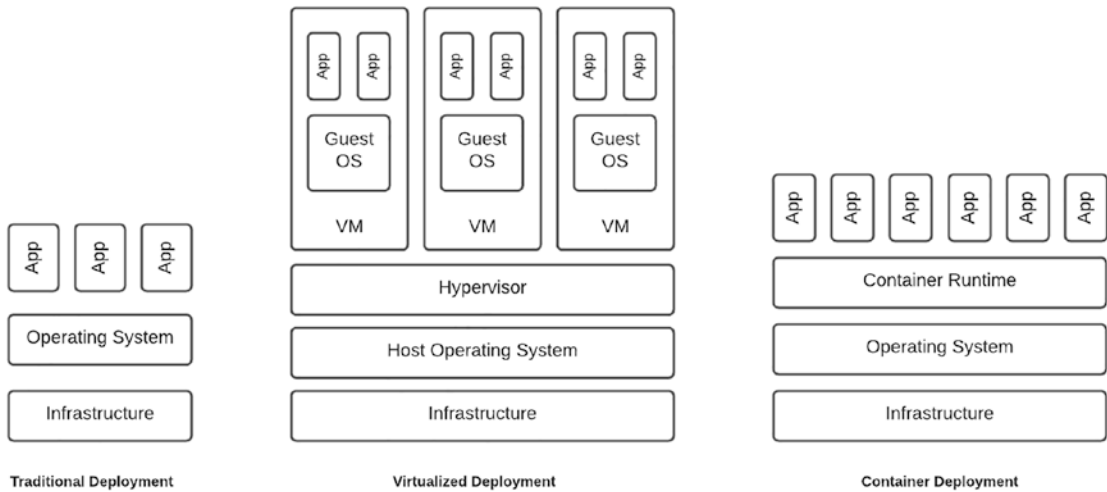 App
App
App
Operating System
Infrastructure
Traditional Deployment
App
App
Guest
OS
VM
App
App
Guest
OS
VM
App
App
Guest
OS
VM
Hypervisor
Host Operating System
Infrastructure
Virtualized Deployment
App
App
App
App
App
App
Container Runtime
Operating System
Infrastructure
Container Deployment